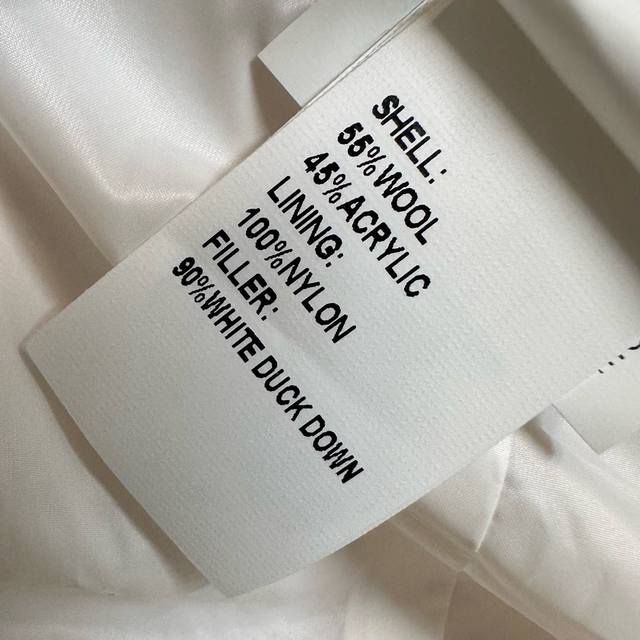 SHELL:
55%WOOL
45%ACRYLIC
LINING:
100%NYLON
FILLER:
90%WHITE DUCK DOWN